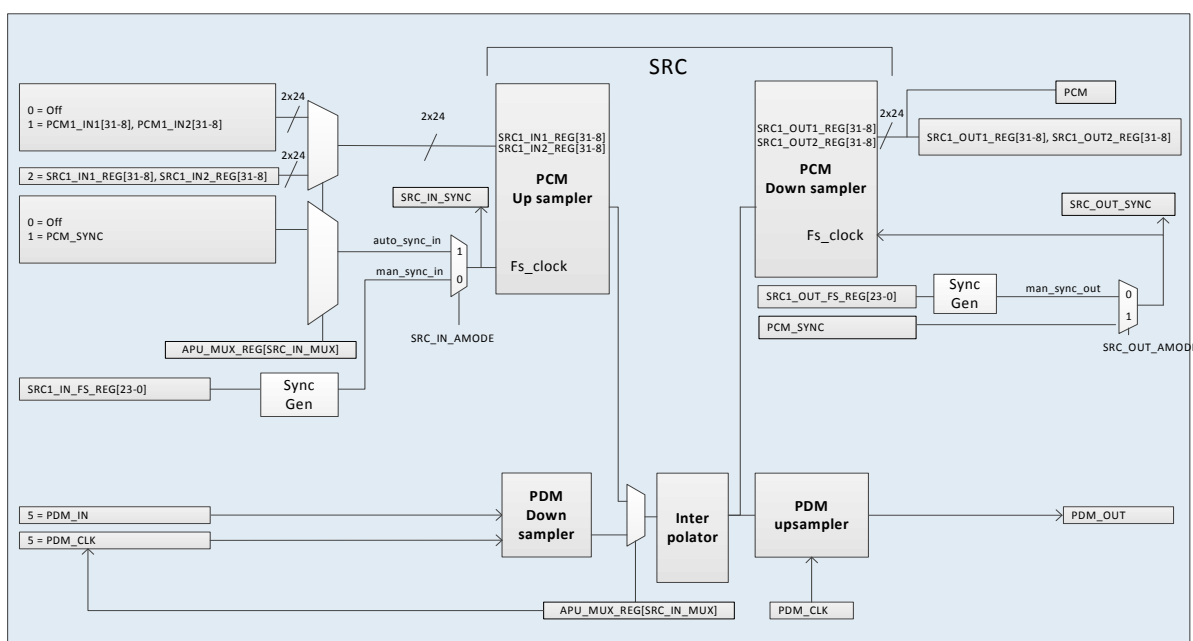 SRC
0 = Off
1 = PCM1_IN1[31-8], PCM1_IN2[31-8]
2x24
2x24
2 = SRC1_IN1_REG[31-8], SRC1_IN2_REG[31-8]
0 = Off
1 = PCM_SYNC
2x24
SRC1_IN1_REG[31-8]
SRC1_IN2_REG[31-8]
PCM
Up sampler
Fs_clock
SRC_IN_SYNC
auto_sync_in
man_sync_in
1
0
SRC_IN_AMODE
APU_MUX_REG[SRC_IN_MUX]
SRC1_IN_FS_REG[23-0]
Sync
Gen
SRC1_OUT1_REG[31-8]
SRC1_OUT2_REG[31-8]
PCM
Down sampler
Fs_clock
2x24
PCM
SRC1_OUT1_REG[31-8], SRC1_OUT2_REG[31-8]
SRC_OUT_SYNC
SRC1_OUT_FS_REG[23-0]
Sync
Gen
man_sync_out
0
1
PCM_SYNC
SRC_OUT_AMODE
5 = PDM_IN
5 = PDM_CLK
PDM
Down
sampler
Inter
polator
PDM
upsampler
PDM_OUT
APU_MUX_REG[SRC_IN_MUX]
PDM_CLK